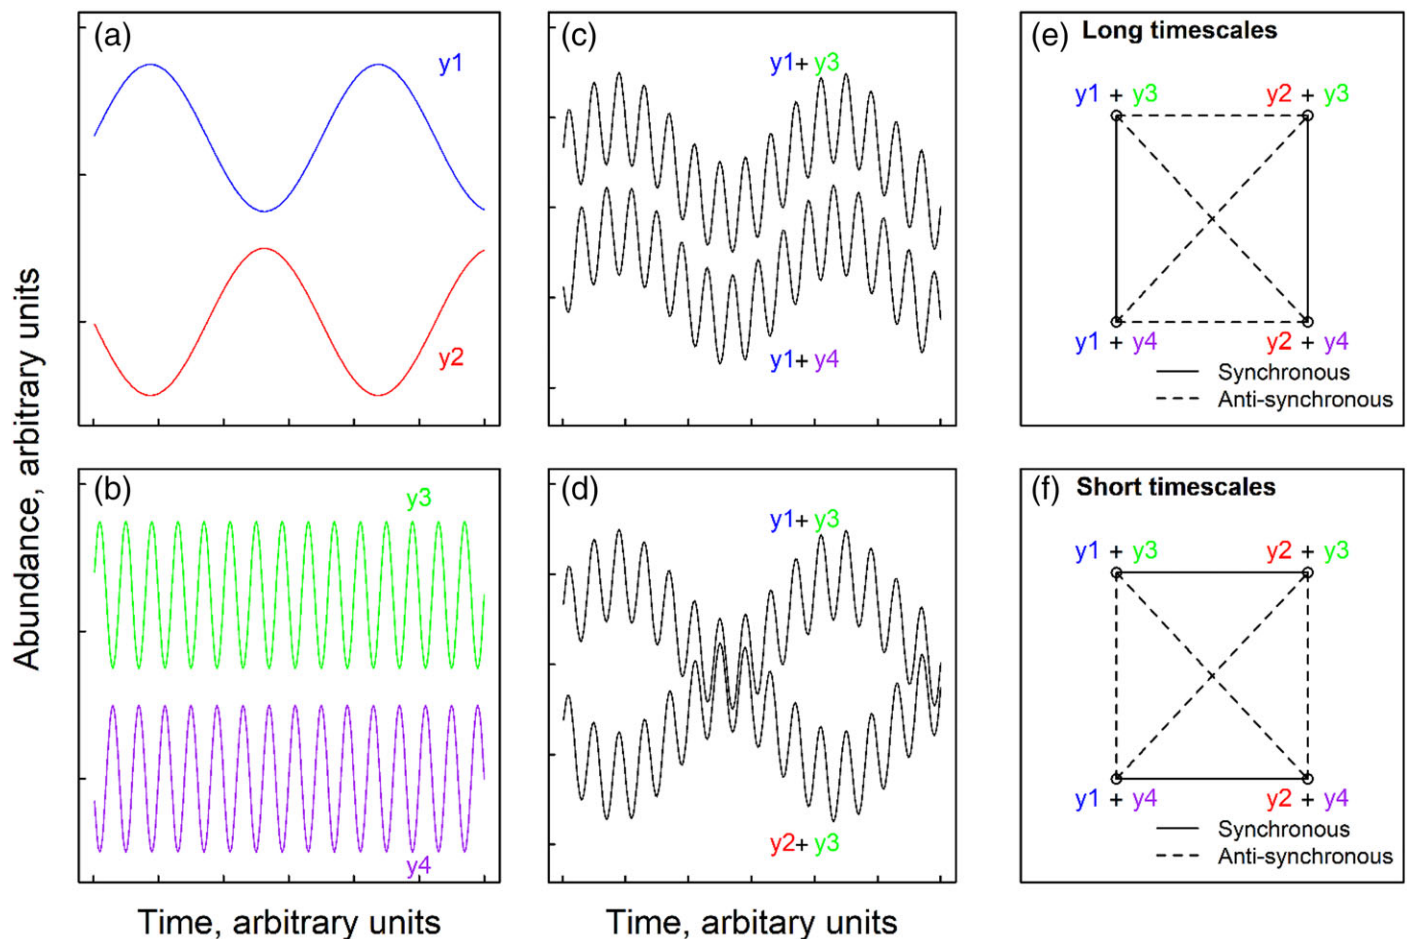 Abundance, arbitrary units
(a)
y1
y2
(b)
y3
y4
Time, arbitrary units
(c)
y1+ y3
y1+ y4
(d)
y1+ y3
y2+ y3
Time, arbitary units
(e) Long timescales
y1 + y3 y2 + y3
y1 + y4 y2 + y4
Synchronous
Anti-synchronous
(f) Short timescales
y1 + y3 y2 + y3
y1 + y4 y2 + y4
Synchronous
Anti-synchronous